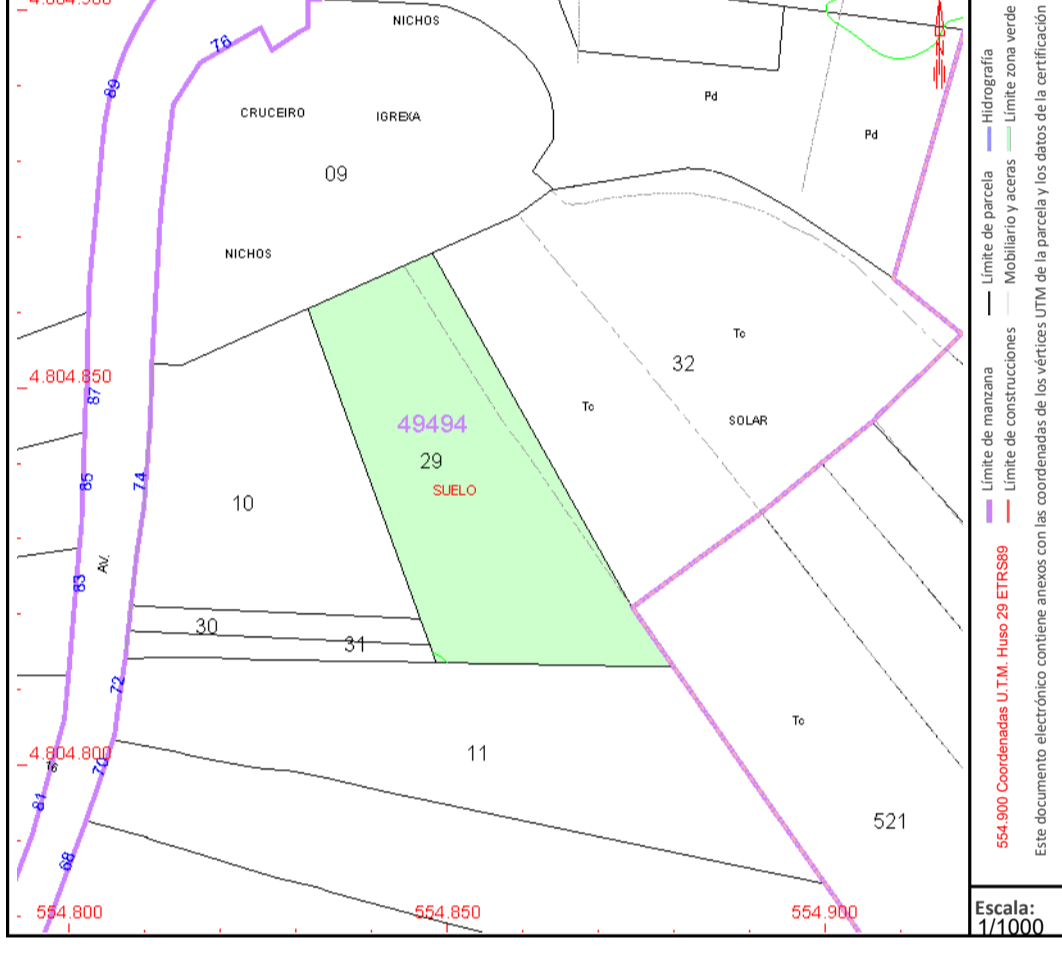 4.804.900
NICHOS
76
89
CRUCEIRO
IGREXA
Pd
Pd
09
NICHOS
Tc
32
4.804.850
87
Tc
SOLAR
49494
29
SUELO
85
74
10
AV.
83
30
31
72
Tc
11
4.804.800
70
81
521
68
554.800
554.850
554.900
Límite de manzana
Límite de parcela
Hidrografía
Límite de construcciones
Mobiliario y aceras
Límite zona verde
554.900 Coordenadas U.T.M. Huso 29 ETRS89
Este documento electrónico contiene anexos con las coordenadas de los vértices UTM de la parcela y los datos de la certificación
Escala:
1/1000